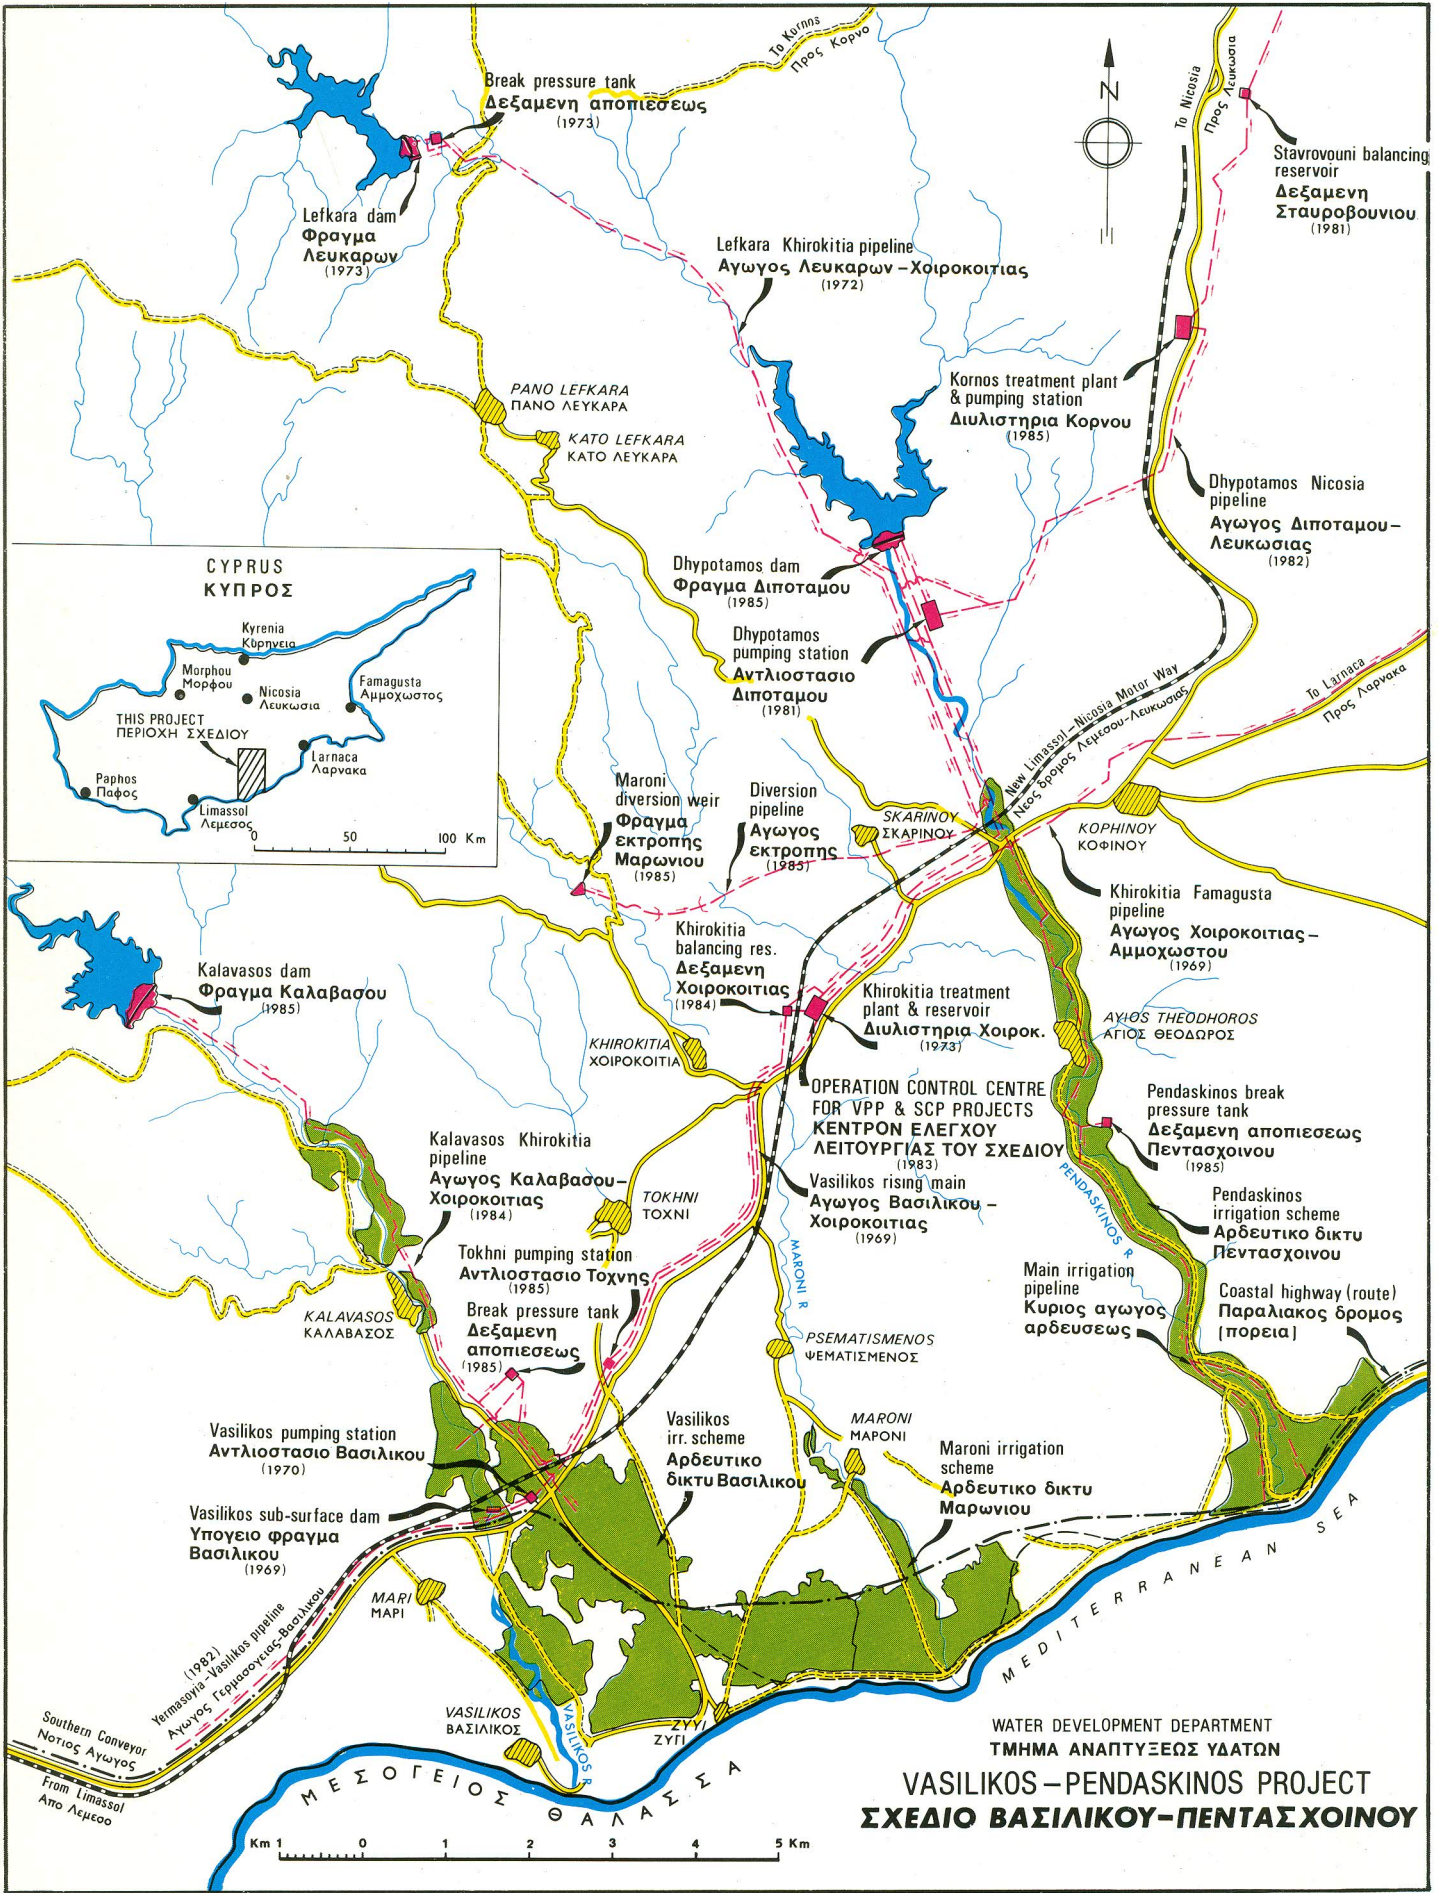 To Kornos
Προς Κορνο
Break pressure tank
Δεξαμενη αποπιεσεως
(1973)
To Nicosia
Προς Λευκωσια
N
Stavrovouni balancing
reservoir
Δεξαμενη
Σταυροβουνιου
(1981)
Lefkara dam
Φραγμα
Λευκαρων
(1973)
Lefkara Khirokitia pipeline
Αγωγος Λευκαρων–Χοιροκοιτιας
(1972)
Kornos treatment plant
& pumping station
Διυλιστηρια Κορνου
(1985)
PANO LEFKARA
ΠΑΝΟ ΛΕΥΚΑΡΑ
KATO LEFKARA
ΚΑΤΟ ΛΕΥΚΑΡΑ
Dhypotamos Nicosia
pipeline
Αγωγος Διποταμου–
Λευκωσιας
(1982)
CYPRUS
ΚΥΠΡΟΣ
Kyrenia
Κυρηνεια
Morphou
Μορφου
Nicosia
Λευκωσια
Famagusta
Αμμοχωστος
THIS PROJECT
ΠΕΡΙΟΧΗ ΣΧΕΔΙΟΥ
Larnaca
Λαρνακα
Paphos
Παφος
Limassol
Λεμεσος
0 50 100 Km
Dhypotamos dam
Φραγμα Διποταμου
(1985)
Dhypotamos
pumping station
Αντλιοστασιο
Διποταμου
(1981)
New Limassol–Nicosia Motor Way
Νεος δρομος Λεμεσου–Λευκωσιας
To Larnaca
Προς Λαρνακα
Maroni
diversion weir
Φραγμα
εκτροπης
Μαρωνιου
(1985)
Diversion
pipeline
Αγωγος
εκτροπης
(1985)
SKARINOY
ΣΚΑΡΙΝΟΥ
KOPHINOY
ΚΟΦΙΝΟΥ
Khirokitia Famagusta
pipeline
Αγωγος Χοιροκοιτιας–
Αμμοχωστου
(1969)
Khirokitia
balancing res.
Δεξαμενη
Χοιροκοιτιας
(1984)
Kalavasos dam
Φραγμα Καλαβασου
(1985)
Khirokitia treatment
plant & reservoir
Διυλιστηρια Χοιροκ.
(1973)
AYIOS THEODHOROS
ΑΓΙΟΣ ΘΕΟΔΩΡΟΣ
KHIROKITIA
ΧΟΙΡΟΚΟΙΤΙΑ
OPERATION CONTROL CENTRE
FOR VPP & SCP PROJECTS
ΚΕΝΤΡΟΝ ΕΛΕΓΧΟΥ
ΛΕΙΤΟΥΡΓΙΑΣ ΤΟΥ ΣΧΕΔΙΟΥ
(1983)
Pendaskinos break
pressure tank
Δεξαμενη αποπιεσεως
Πεντασχοινου
(1985)
Kalavasos Khirokitia
pipeline
Αγωγος Καλαβασου–
Χοιροκοιτιας
(1984)
Vasilikos rising main
Αγωγος Βασιλικου–
Χοιροκοιτιας
(1969)
PENDASKINOS R
Pendaskinos
irrigation scheme
Αρδευτικο δικτυ
Πεντασχοινου
TOKHNI
ΤΟΧΝΙ
MARONI R
Tokhni pumping station
Αντλιοστασιο Τοχνης
(1985)
Main irrigation
pipeline
Κυριος αγωγος
αρδευσεως
Coastal highway (route)
Παραλιακος δρομος
(πορεια)
KALAVASOS
ΚΑΛΑΒΑΣΟΣ
Break pressure tank
Δεξαμενη
αποπιεσεως
(1985)
PSEMATISMENOS
ΨΕΜΑΤΙΣΜΕΝΟΣ
Vasilikos pumping station
Αντλιοστασιο Βασιλικου
(1970)
Vasilikos
irr. scheme
Αρδευτικο
δικτυ Βασιλικου
MARONI
ΜΑΡΟΝΙ
Maroni irrigation
scheme
Αρδευτικο δικτυ
Μαρωνιου
Vasilikos sub-surface dam
Υπογειο φραγμα
Βασιλικου
(1969)
MARI
ΜΑΡΙ
(1982)
Yermasoyia–Vasilikos pipeline
Αγωγος Γερμασογειας–Βασιλικου
MEDITERRANEAN SEA
Southern Conveyor
Νοτιος Αγωγος
From Limassol
Απο Λεμεσο
VASILIKOS
ΒΑΣΙΛΙΚΟΣ
VASILIKOS R
ZYYI
ΖΥΓΙ
ΜΕΣΟΓΕΙΟΣ ΘΑΛΑΣΣΑ
WATER DEVELOPMENT DEPARTMENT
ΤΜΗΜΑ ΑΝΑΠΤΥΞΕΩΣ ΥΔΑΤΩΝ
VASILIKOS–PENDASKINOS PROJECT
ΣΧΕΔΙΟ ΒΑΣΙΛΙΚΟΥ–ΠΕΝΤΑΣΧΟΙΝΟΥ
Km 1 0 1 2 3 4 5 Km